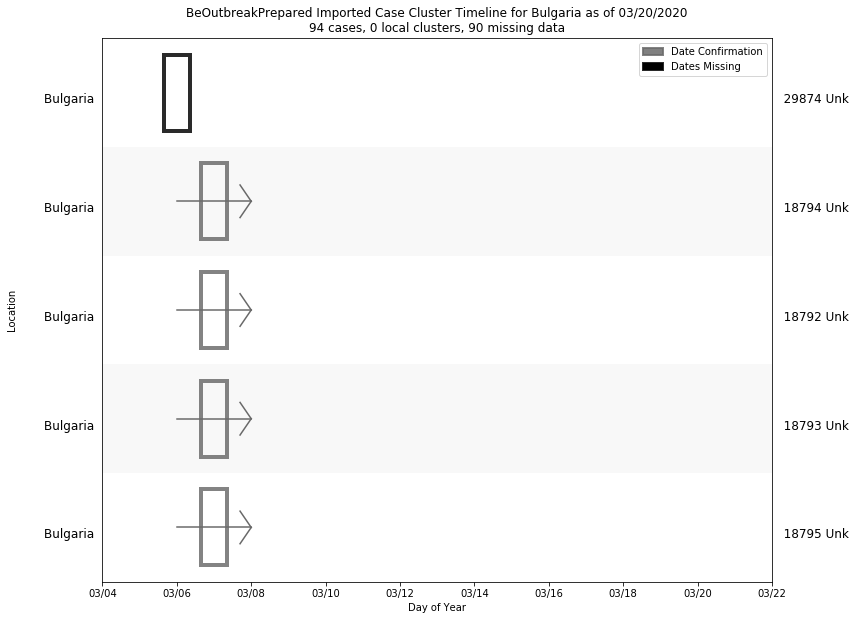 BeOutbreakPrepared Imported Case Cluster Timeline for Bulgaria as of 03/20/2020
94 cases, 0 local clusters, 90 missing data
Date Confirmation
Dates Missing
Bulgaria 29874 Unk
Bulgaria 18794 Unk
Bulgaria 18792 Unk
Bulgaria 18793 Unk
Bulgaria 18795 Unk
Location
03/04 03/06 03/08 03/10 03/12 03/14 03/16 03/18 03/20 03/22
Day of Year